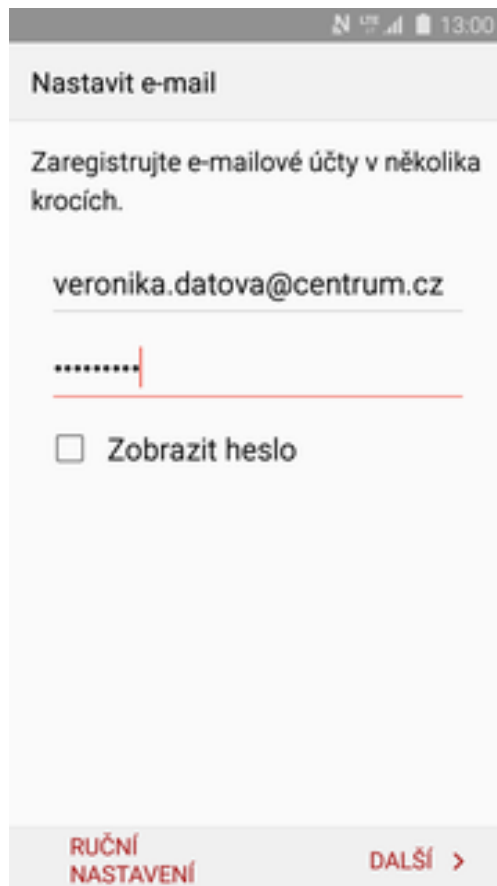 13:00
Nastavit e-mail
Zaregistrujte e-mailové účty v několika
krocích.
veronika.datova@centrum.cz
•••••••••
Zobrazit heslo
RUČNÍ
NASTAVENÍ
DALŠÍ >